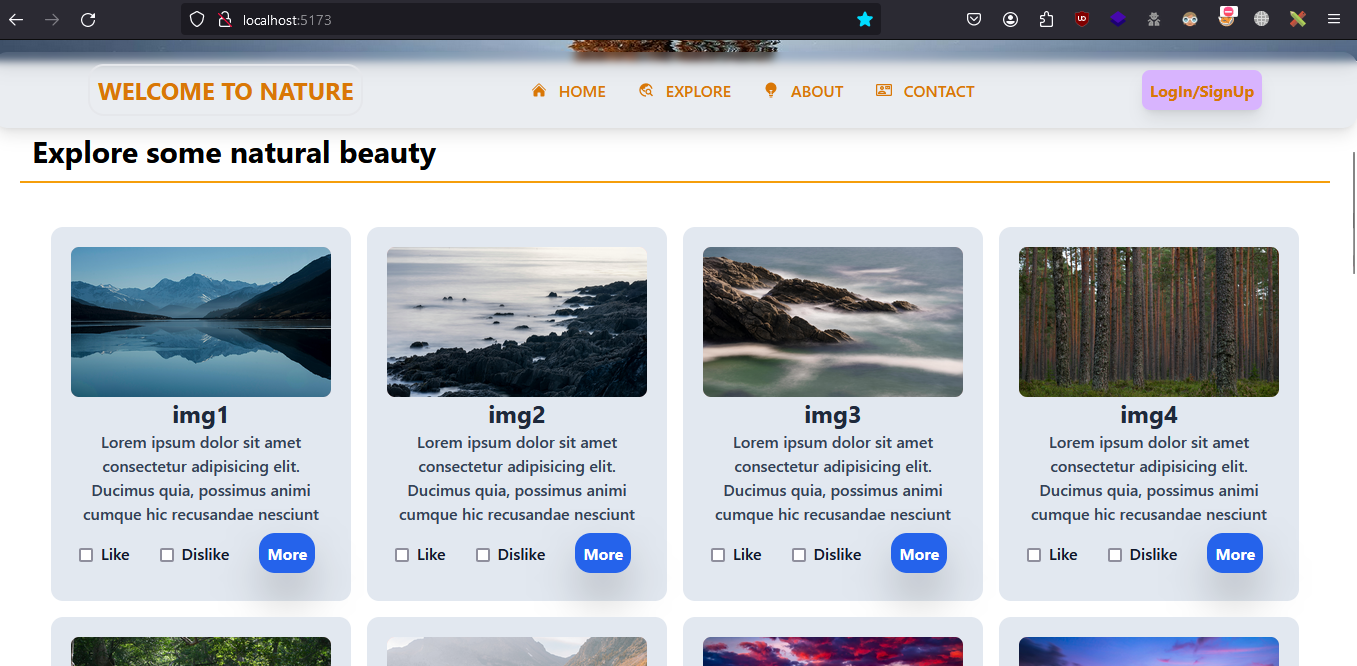 localhost:5173
WELCOME TO NATURE
HOME
EXPLORE
ABOUT
CONTACT
LogIn/SignUp
Explore some natural beauty
img1
Lorem ipsum dolor sit amet
consectetur adipisicing elit.
Ducimus quia, possimus animi
cumque hic recusandae nesciunt
Like
Dislike
More
img2
Lorem ipsum dolor sit amet
consectetur adipisicing elit.
Ducimus quia, possimus animi
cumque hic recusandae nesciunt
Like
Dislike
More
img3
Lorem ipsum dolor sit amet
consectetur adipisicing elit.
Ducimus quia, possimus animi
cumque hic recusandae nesciunt
Like
Dislike
More
img4
Lorem ipsum dolor sit amet
consectetur adipisicing elit.
Ducimus quia, possimus animi
cumque hic recusandae nesciunt
Like
Dislike
More